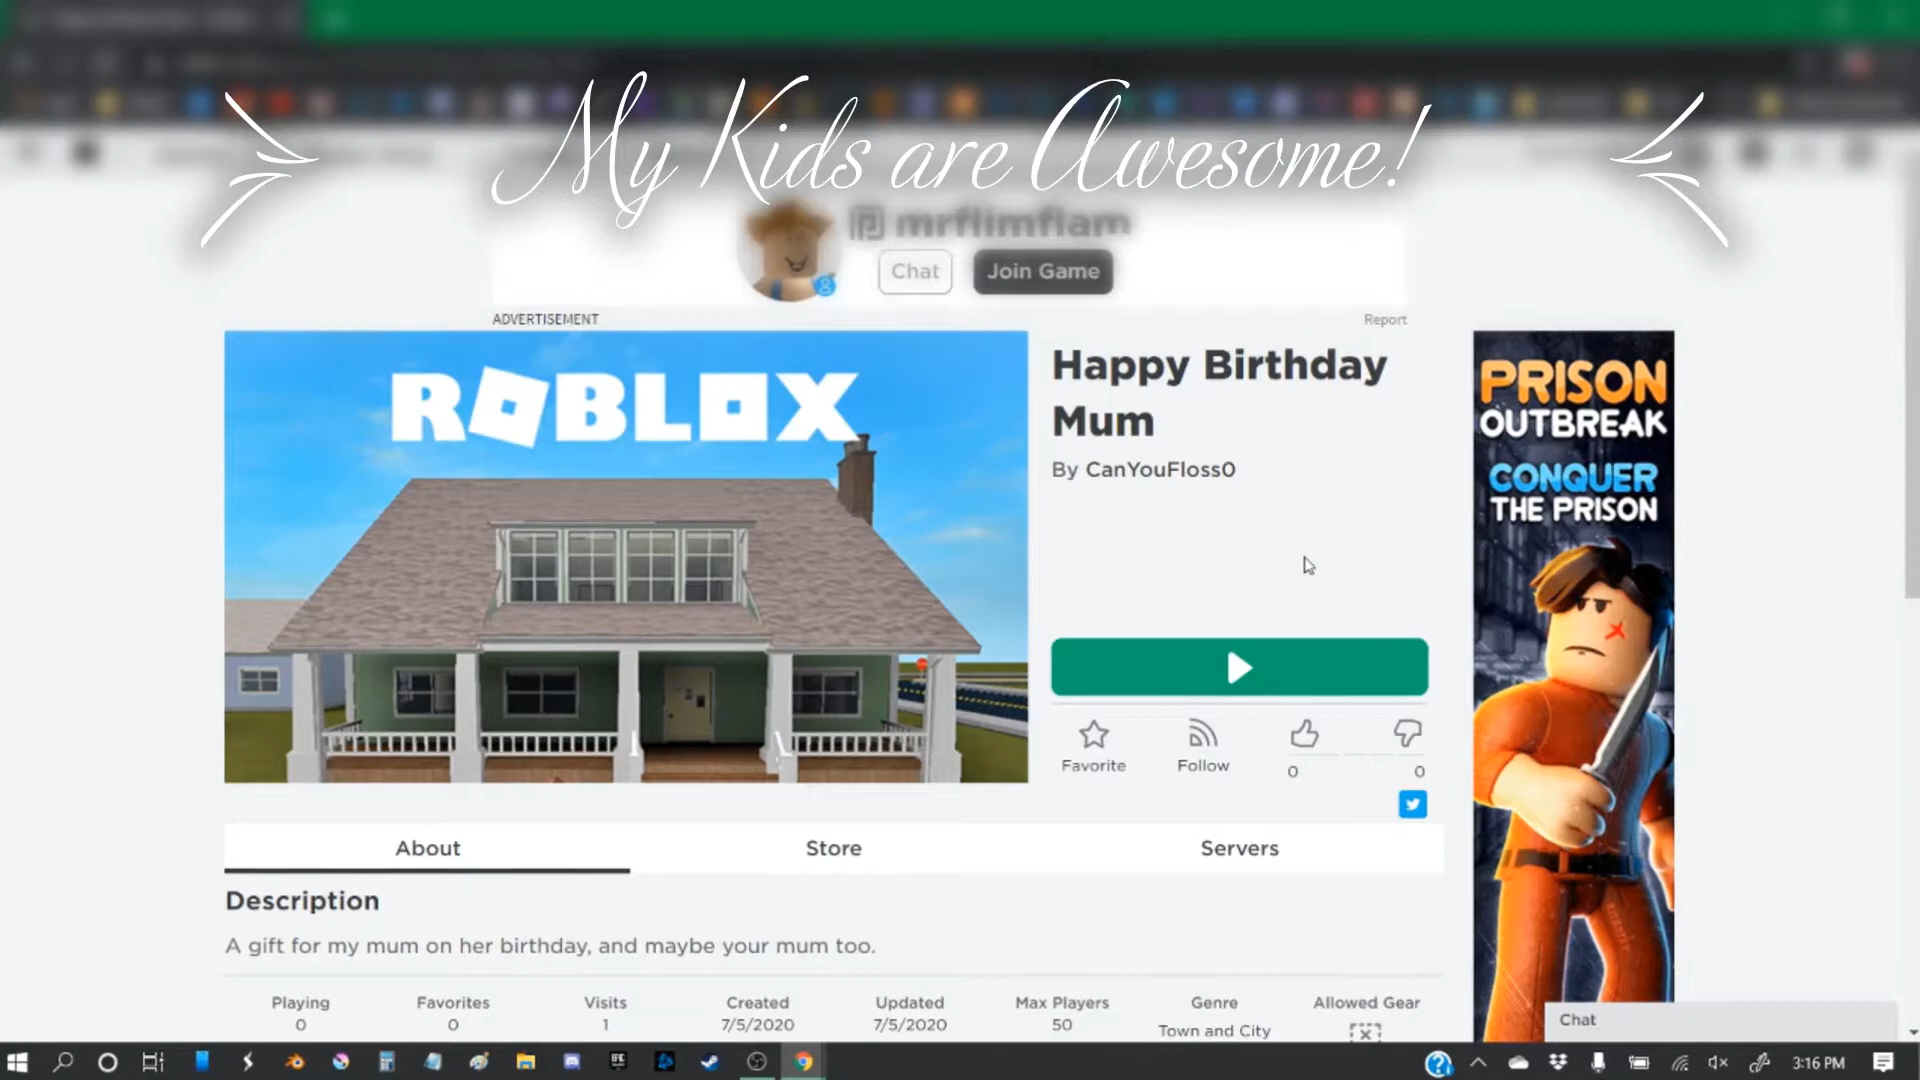 My Kids are Awesome!
mrflimflam
Chat
Join Game
ADVERTISEMENT
Report
ROBLOX
Happy Birthday
Mum
By CanYouFloss0
PRISON
OUTBREAK
CONQUER
THE PRISON
Favorite
Follow
0
0
About
Store
Servers
Description
A gift for my mum on her birthday, and maybe your mum too.
Playing
Favorites
Visits
Created
Updated
Max Players
Genre
Allowed Gear
0
0
1
7/5/2020
7/5/2020
50
Town and City
Chat
EPIC
3:16 PM